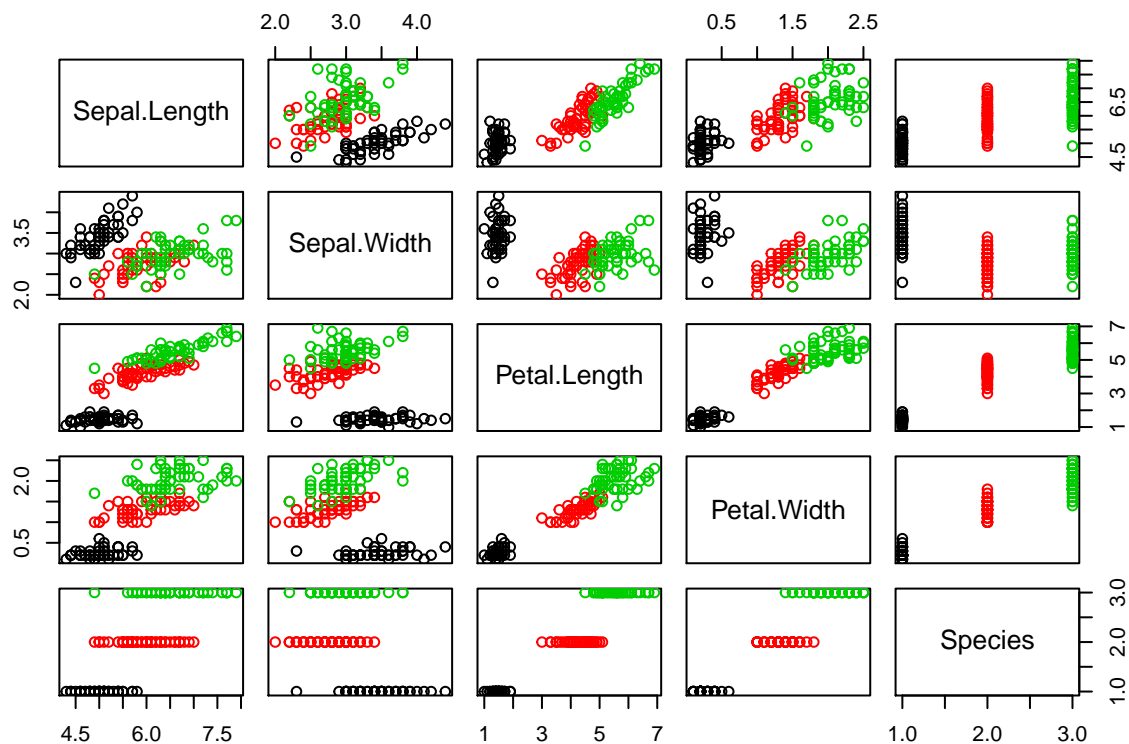 2.0 3.0 4.0
0.5 1.5 2.5
Sepal.Length
4.5 6.5
2.0 3.5
Sepal.Width
Petal.Length
1 3 5 7
0.5 2.0
Petal.Width
Species
1.0 2.0 3.0
4.5 6.0 7.5
1 3 5 7
1.0 2.0 3.0